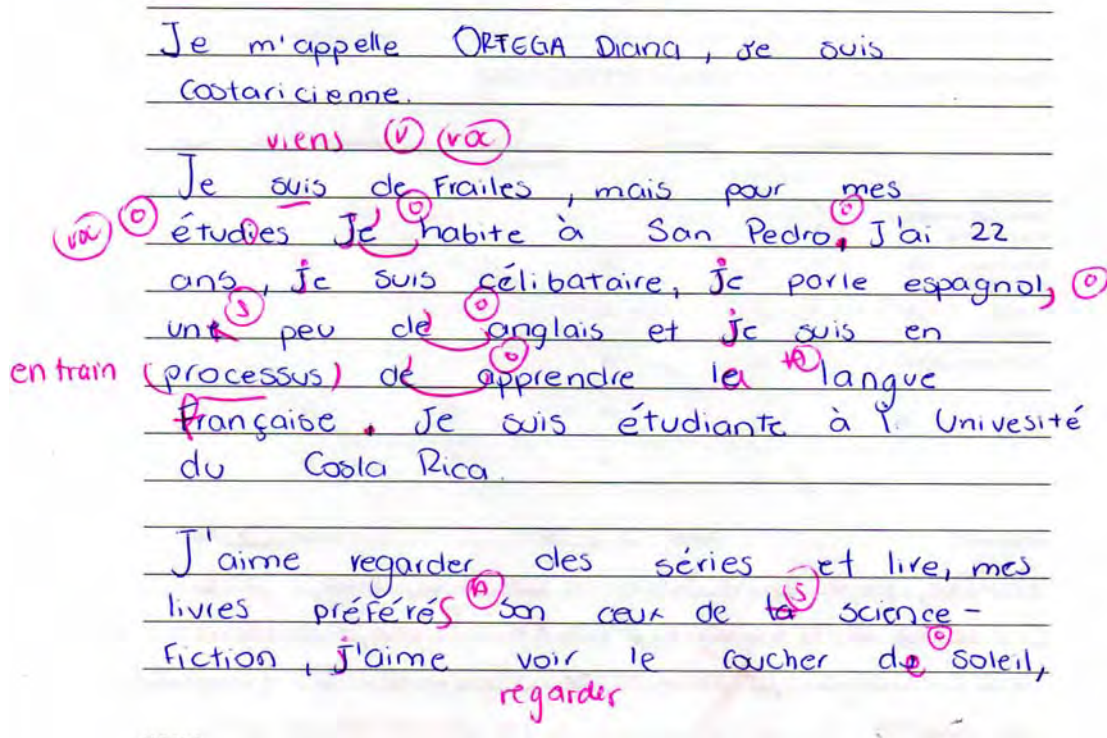 Je m'appelle ORTEGA Diana, Je suis
Costaricienne.
viens (V) (voc)
Je suis de Frailes, mais pour mes
(voc) (O) études Je (O) habite à San Pedro. (O) J'ai 22
ans, je suis célibataire, je parle espagnol, (O)
une (S) peu de (O) anglais et je suis en
en train (processus) de (O) apprendre la (A) langue
française. Je suis étudiante à l' Univesité
du Costa Rica.
J'aime regarder des séries et lire, mes
livres préférés (A) son ceux de la (S) science-
fiction, j'aime voir le coucher de (O) soleil,
regarder